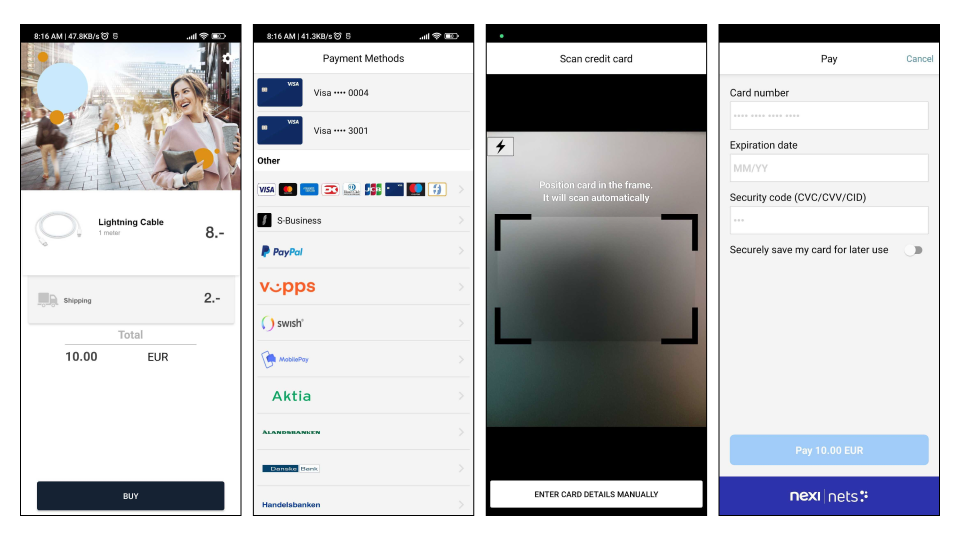 8:16 AM | 47.8KB/s
Lightning Cable
1 meter
8.-
Shipping
2.-
Total
10.00 EUR
BUY
8:16 AM | 41.3KB/s
Payment Methods
VISA
Visa •••• 0004
VISA
Visa •••• 3001
Other
VISA
S-Business
PayPal
vipps
swish
MobilePay
Aktia
ÅLANDSBANKEN
Danske Bank
Handelsbanken
Scan credit card
Position card in the frame.
It will scan automatically
ENTER CARD DETAILS MANUALLY
Pay Cancel
Card number
•••• •••• •••• ••••
Expiration date
MM/YY
Security code (CVC/CVV/CID)
•••
Securely save my card for later use
Pay 10.00 EUR
nexi nets